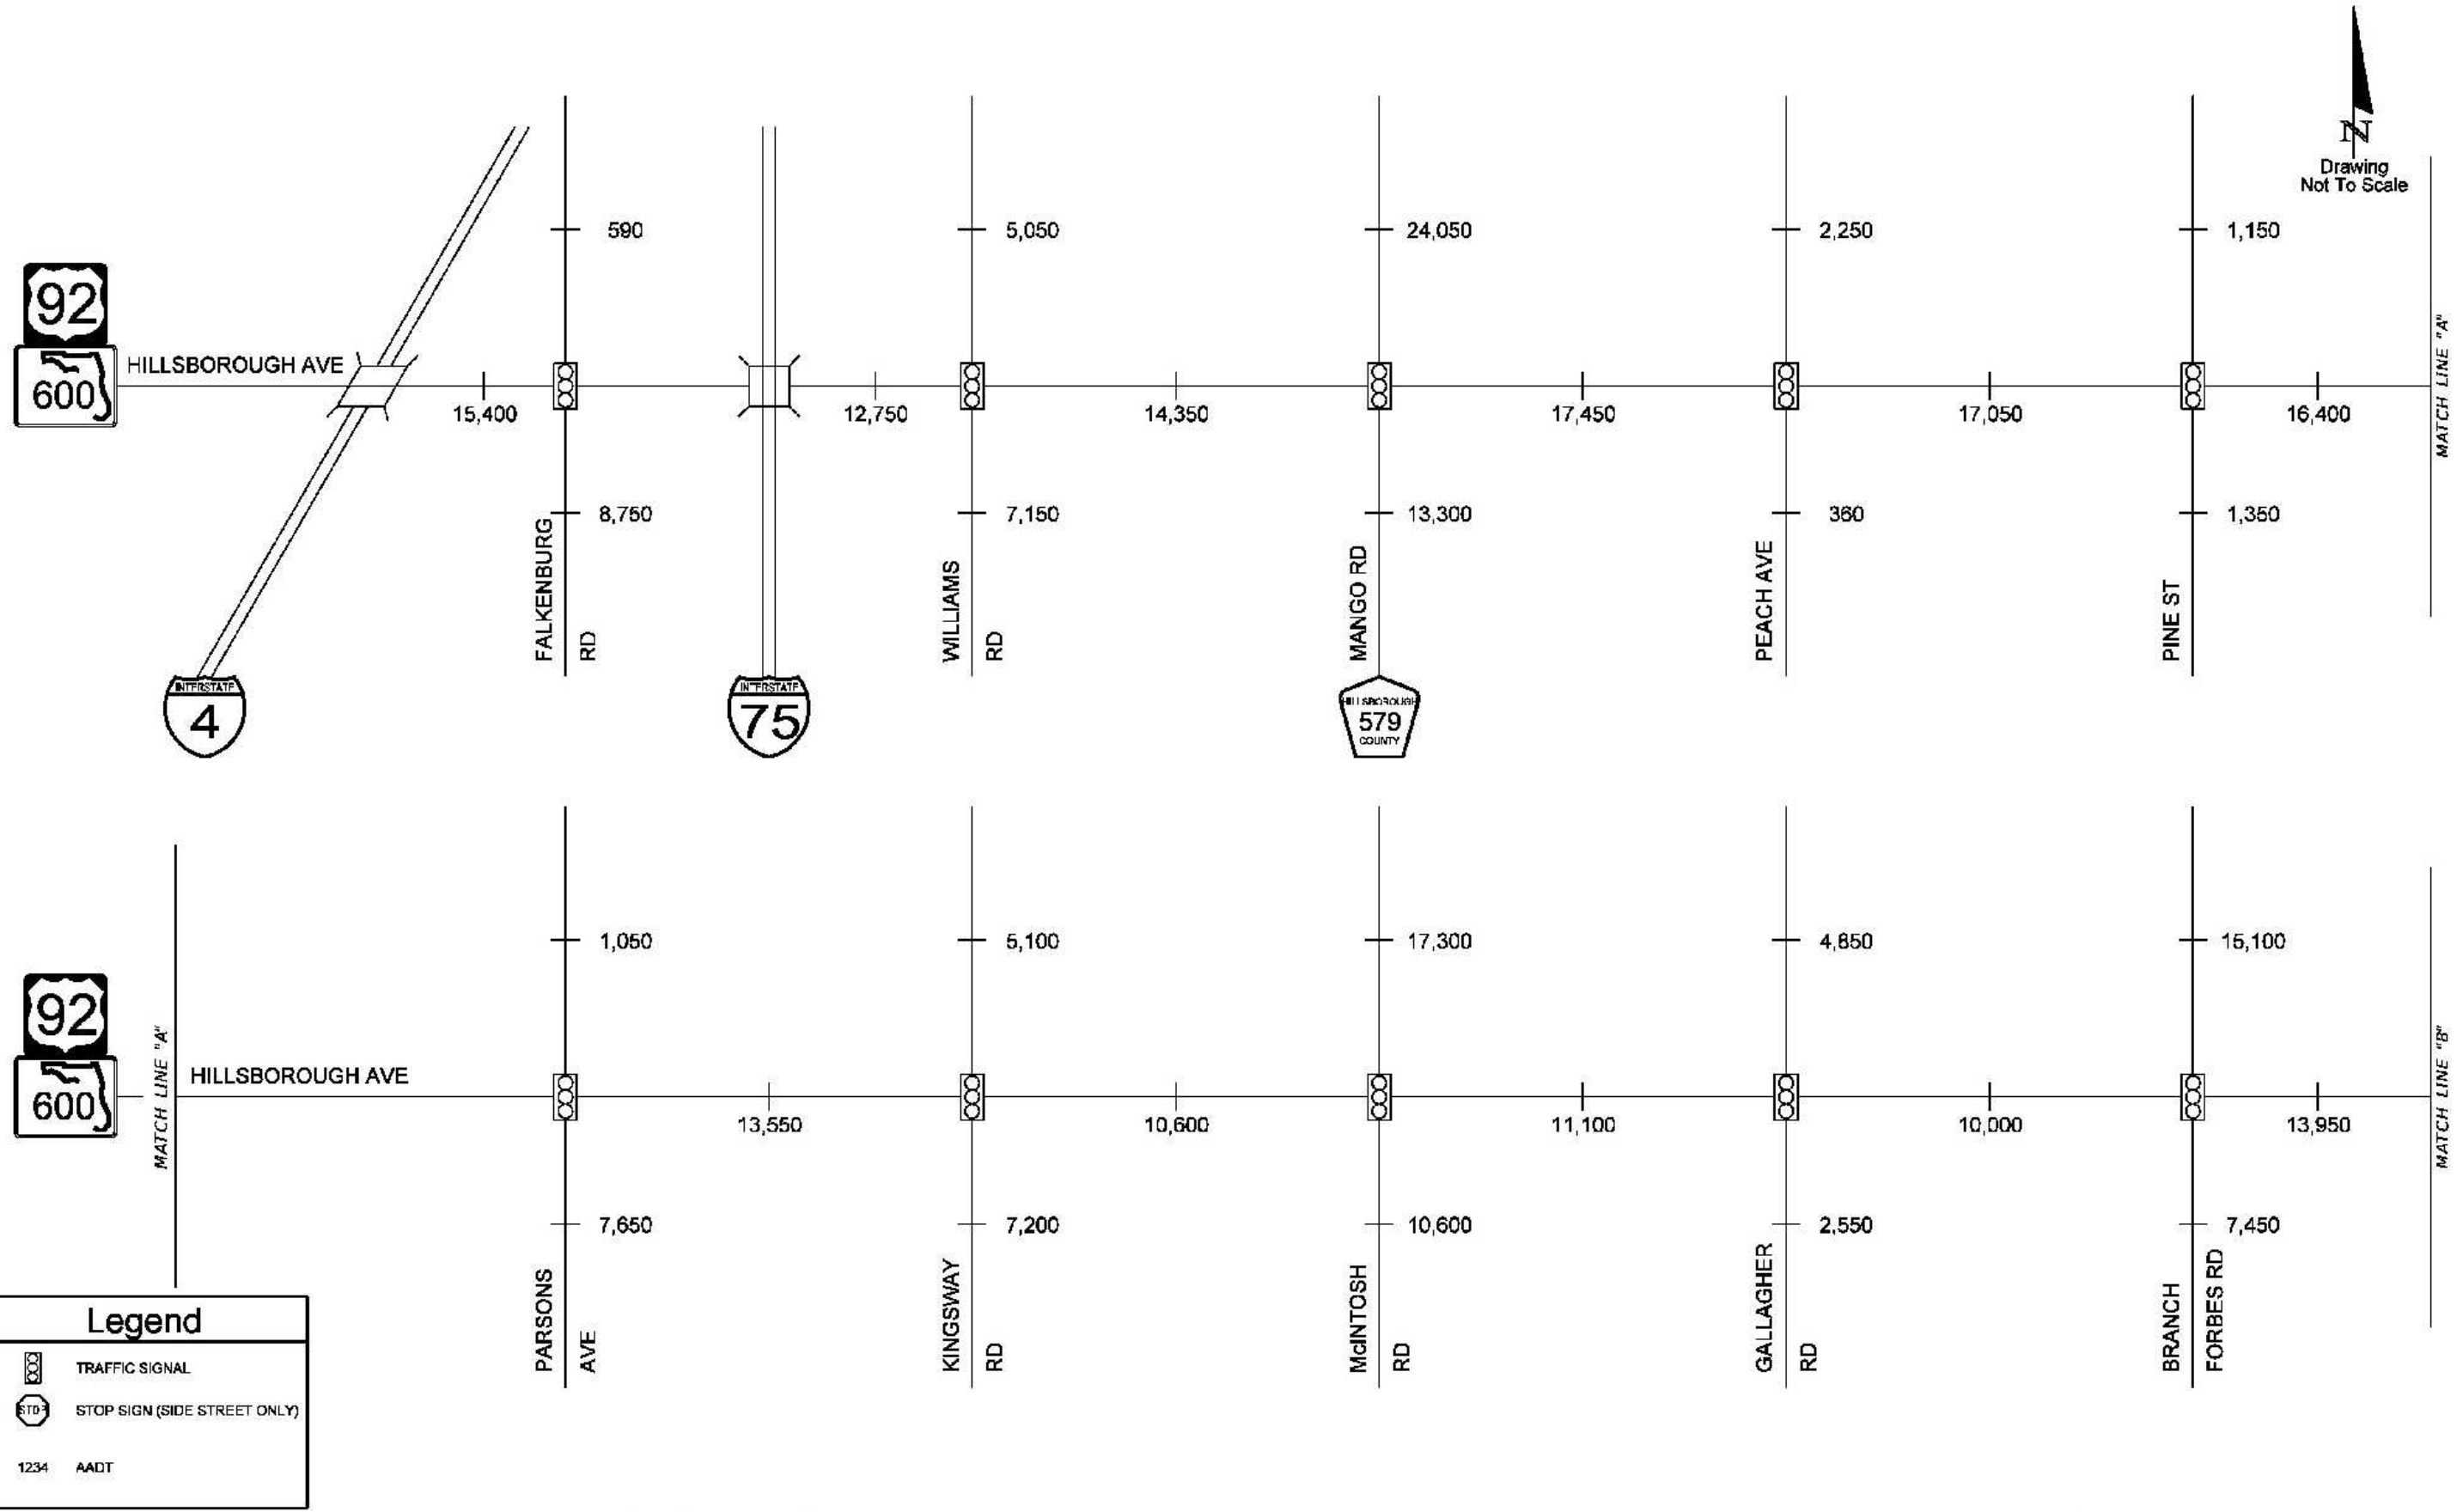 N
Drawing
Not To Scale
590
5,050
24,050
2,250
1,150
92
600
HILLSBOROUGH AVE
15,400
12,750
14,350
17,450
17,050
16,400
MATCH LINE "A"
8,750
7,150
13,300
360
1,350
FALKENBURG
RD
WILLIAMS
RD
MANGO RD
PEACH AVE
PINE ST
INTERSTATE
4
INTERSTATE
75
HILLSBOROUGH
579
COUNTY
1,050
5,100
17,300
4,850
15,100
92
600
MATCH LINE "A"
HILLSBOROUGH AVE
13,550
10,600
11,100
10,000
13,950
MATCH LINE "B"
7,650
7,200
10,600
2,550
7,450
PARSONS
AVE
KINGSWAY
RD
McINTOSH
RD
GALLAGHER
RD
BRANCH
FORBES RD
Legend
TRAFFIC SIGNAL
STOP
STOP SIGN (SIDE STREET ONLY)
1234 AADT